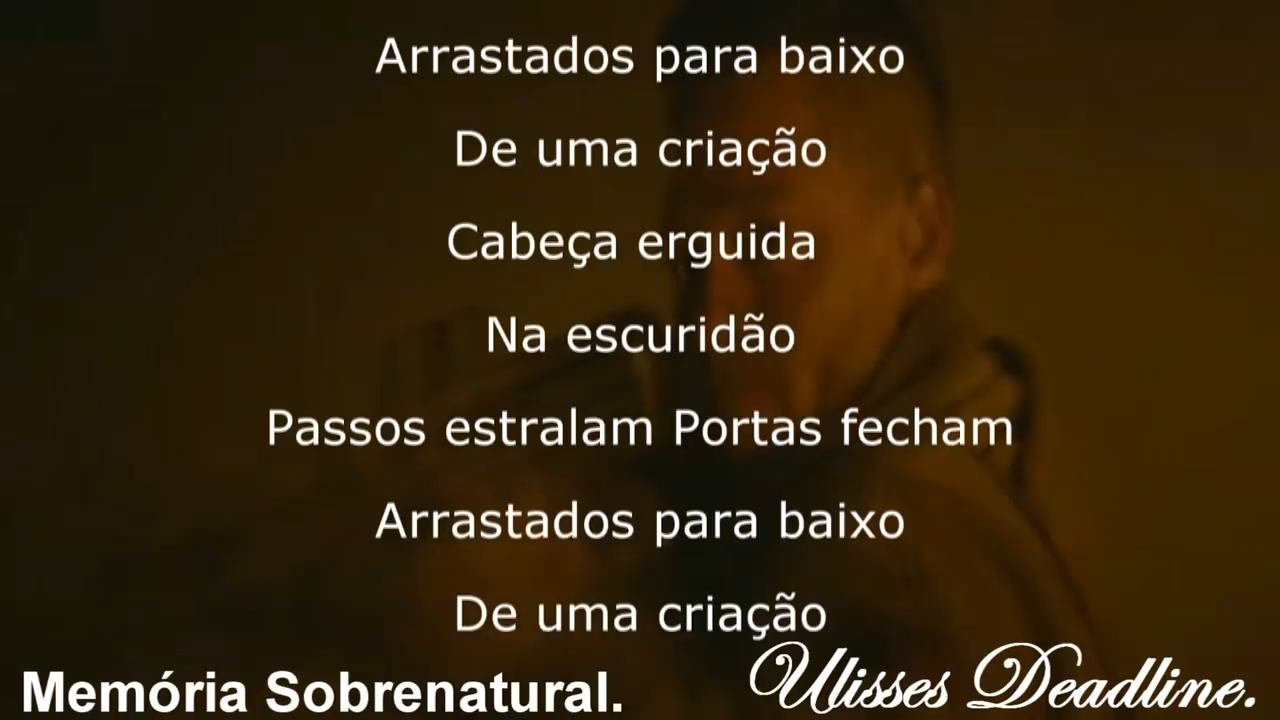 Arrastados para baixo
De uma criação
Cabeça erguida
Na escuridão
Passos estralam Portas fecham
Arrastados para baixo
De uma criação
Memória Sobrenatural.
Ulisses Deadline.